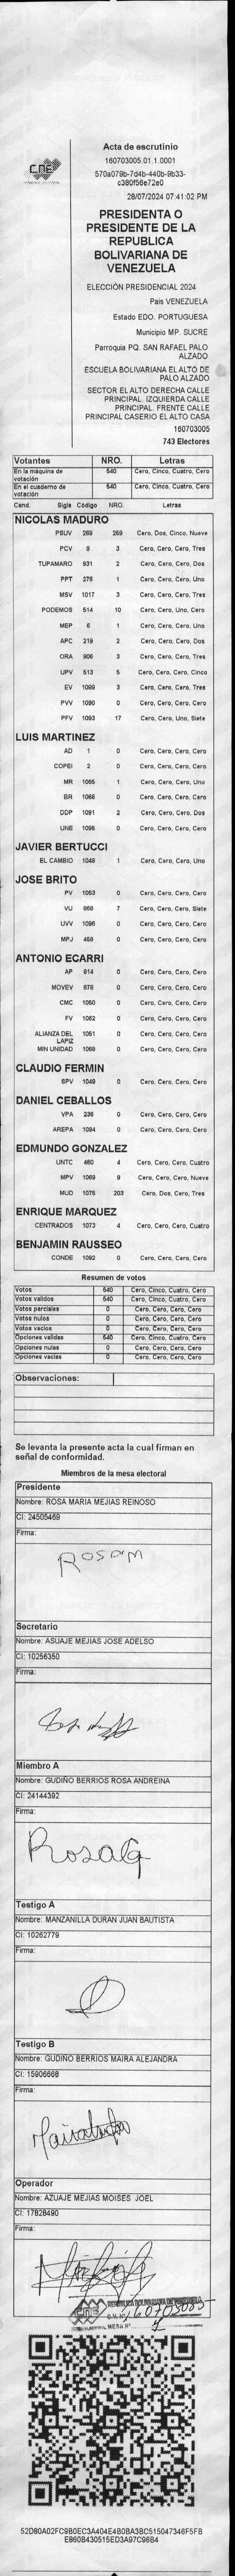 CNE
Acta de escrutinio
160703005.01.1.0001
570a079b-7d4b-440b-9b33-
c380f56e72e0
28/07/2024 07:41:02 PM
PRESIDENTA O
PRESIDENTE DE LA
REPUBLICA
BOLIVARIANA DE
VENEZUELA
ELECCIÓN PRESIDENCIAL 2024
Pais VENEZUELA
Estado EDO. PORTUGUESA
Municipio MP. SUCRE
Parroquia PQ. SAN RAFAEL PALO
ALZADO
ESCUELA BOLIVARIANA EL ALTO DE
PALO ALZADO
SECTOR EL ALTO DERECHA CALLE
PRINCIPAL. IZQUIERDA CALLE
PRINCIPAL. FRENTE CALLE
PRINCIPAL CASERIO EL ALTO CASA
160703005
743 Electores
Votantes NRO. Letras
En la máquina de votación 540 Cero, Cinco, Cuatro, Cero
En el cuaderno de votación 540 Cero, Cinco, Cuatro, Cero
Cand. Sigla Código NRO. Letras
NICOLAS MADURO
PSUV 269 259 Cero, Dos, Cinco, Nueve
PCV 9 3 Cero, Cero, Cero, Tres
TUPAMARO 931 2 Cero, Cero, Cero, Dos
PPT 276 1 Cero, Cero, Cero, Uno
MSV 1017 3 Cero, Cero, Cero, Tres
PODEMOS 514 10 Cero, Cero, Uno, Cero
MEP 6 1 Cero, Cero, Cero, Uno
APC 219 2 Cero, Cero, Cero, Dos
ORA 906 3 Cero, Cero, Cero, Tres
UPV 513 5 Cero, Cero, Cero, Cinco
EV 1089 3 Cero, Cero, Cero, Tres
PVV 1090 0 Cero, Cero, Cero, Cero
PFV 1093 17 Cero, Cero, Uno, Siete
LUIS MARTINEZ
AD 1 0 Cero, Cero, Cero, Cero
COPEI 2 0 Cero, Cero, Cero, Cero
MR 1065 1 Cero, Cero, Cero, Uno
BR 1066 0 Cero, Cero, Cero, Cero
DDP 1091 2 Cero, Cero, Cero, Dos
UNE 1095 0 Cero, Cero, Cero, Cero
JAVIER BERTUCCI
EL CAMBIO 1048 1 Cero, Cero, Cero, Uno
JOSE BRITO
PV 1053 0 Cero, Cero, Cero, Cero
VU 868 7 Cero, Cero, Cero, Siete
UVV 1096 0 Cero, Cero, Cero, Cero
MPJ 458 0 Cero, Cero, Cero, Cero
ANTONIO ECARRI
AP 814 0 Cero, Cero, Cero, Cero
MOVEV 978 0 Cero, Cero, Cero, Cero
CMC 1050 0 Cero, Cero, Cero, Cero
FV 1062 0 Cero, Cero, Cero, Cero
ALIANZA DEL LAPIZ 1051 0 Cero, Cero, Cero, Cero
MIN UNIDAD 1068 0 Cero, Cero, Cero, Cero
CLAUDIO FERMIN
SPV 1049 0 Cero, Cero, Cero, Cero
DANIEL CEBALLOS
VPA 236 0 Cero, Cero, Cero, Cero
AREPA 1094 0 Cero, Cero, Cero, Cero
EDMUNDO GONZALEZ
UNTC 460 4 Cero, Cero, Cero, Cuatro
MPV 1069 9 Cero, Cero, Cero, Nueve
MUD 1075 203 Cero, Dos, Cero, Tres
ENRIQUE MARQUEZ
CENTRADOS 1073 4 Cero, Cero, Cero, Cuatro
BENJAMIN RAUSSEO
CONDE 1092 0 Cero, Cero, Cero, Cero
Resumen de votos
Votos 540 Cero, Cinco, Cuatro, Cero
Votos validos 540 Cero, Cinco, Cuatro, Cero
Votos parciales 0 Cero, Cero, Cero, Cero
Votos nulos 0 Cero, Cero, Cero, Cero
Votos vacios 0 Cero, Cero, Cero, Cero
Opciones validas 540 Cero, Cinco, Cuatro, Cero
Opciones nulas 0 Cero, Cero, Cero, Cero
Opciones vacias 0 Cero, Cero, Cero, Cero
Observaciones:
Se levanta la presente acta la cual firman en
señal de conformidad.
Miembros de la mesa electoral
Presidente
Nombre: ROSA MARIA MEJIAS REINOSO
CI: 24505469
Firma:
Rosa M
Secretario
Nombre: ASUAJE MEJIAS JOSE ADELSO
CI: 10256350
Firma:
Miembro A
Nombre: GUDIÑO BERRIOS ROSA ANDREINA
CI: 24144392
Firma:
Rosa G
Testigo A
Nombre: MANZANILLA DURAN JUAN BAUTISTA
CI: 10262779
Firma:
Testigo B
Nombre: GUDINO BERRIOS MAIRA ALEJANDRA
CI: 15906668
Firma:
Operador
Nombre: AZUAJE MEJIAS MOISES JOEL
CI: 17828490
Firma:
CNE REPÚBLICA BOLIVARIANA DE VENEZUELA
160703005
MESA Nº 1
52D80A02FC9B0EC3A404E4B0BA3BC515047346F5FB
E860B430515ED3A97C96B4